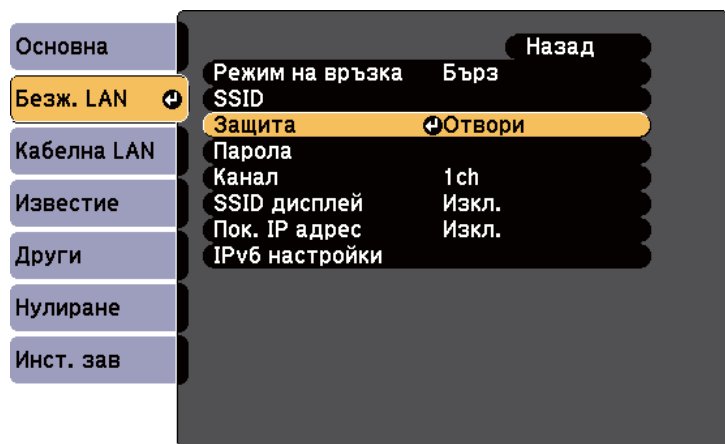 Основна
Безж. LAN
Кабелна LAN
Известие
Други
Нулиране
Инст. зав
Назад
Режим на връзка Бърз
SSID
Защита Отвори
Парола
Канал 1ch
SSID дисплей Изкл.
Пок. IP адрес Изкл.
IPv6 настройки